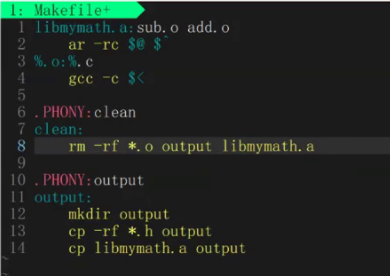 1: Makefile+
1 libmymath.a:sub.o add.o
2 ar -rc $@ $^
3 %.o:%.c
4 gcc -c $<
5
6 .PHONY:clean
7 clean:
8 rm -rf *.o output libmymath.a
9
10 .PHONY:output
11 output:
12 mkdir output
13 cp -rf *.h output
14 cp libmymath.a output
~